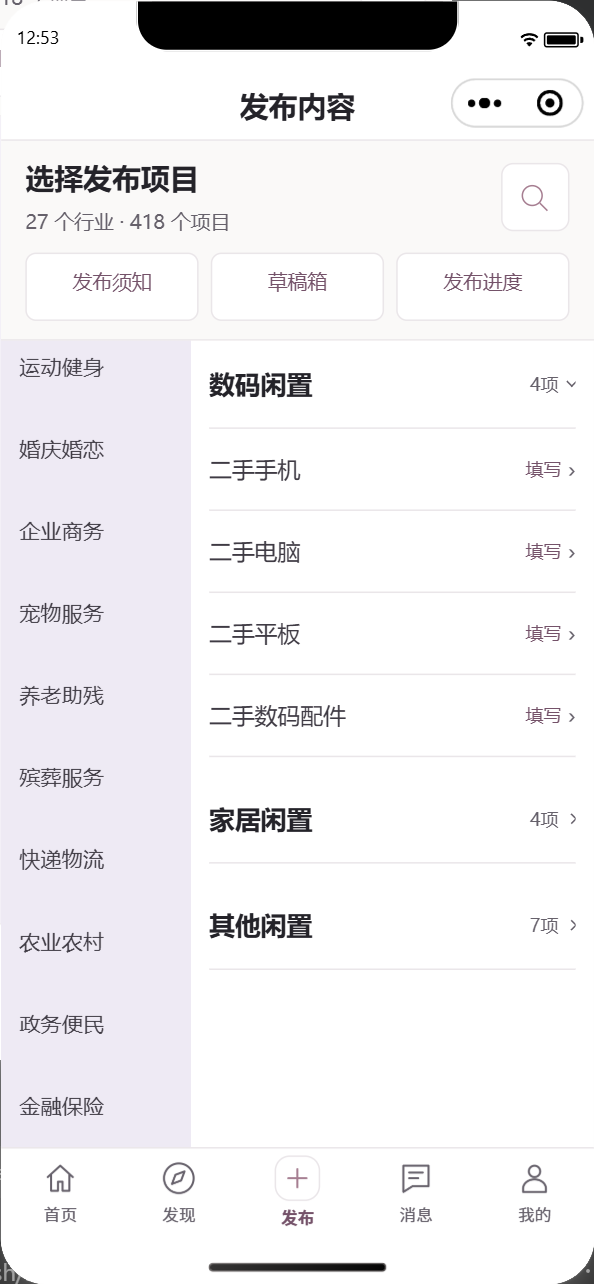 12:53
发布内容
选择发布项目
27 个行业 · 418 个项目
发布须知
草稿箱
发布进度
运动健身
婚庆婚恋
企业商务
宠物服务
养老助残
殡葬服务
快递物流
农业农村
政务便民
金融保险
数码闲置 4项
二手手机 填写
二手电脑 填写
二手平板 填写
二手数码配件 填写
家居闲置 4项
其他闲置 7项
首页
发现
发布
消息
我的